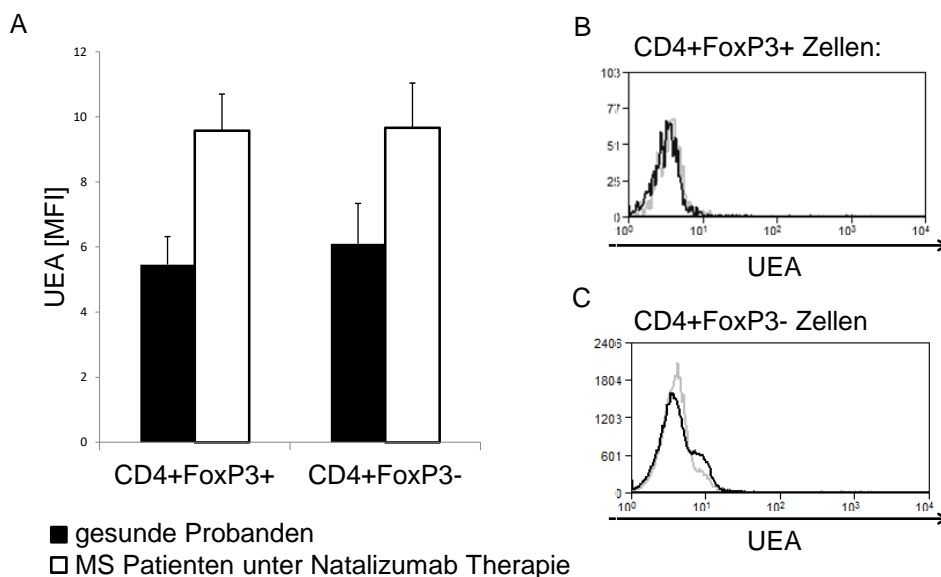 A
UEA [MFI]
12
10
8
6
4
2
0
CD4+FoxP3+ CD4+FoxP3-
gesunde Probanden
MS Patienten unter Natalizumab Therapie
B
CD4+FoxP3+ Zellen:
103
77
51
25
0
10⁰ 10¹ 10² 10³ 10⁴
UEA
C
CD4+FoxP3- Zellen
2406
1804
1203
601
0
10⁰ 10¹ 10² 10³ 10⁴
UEA